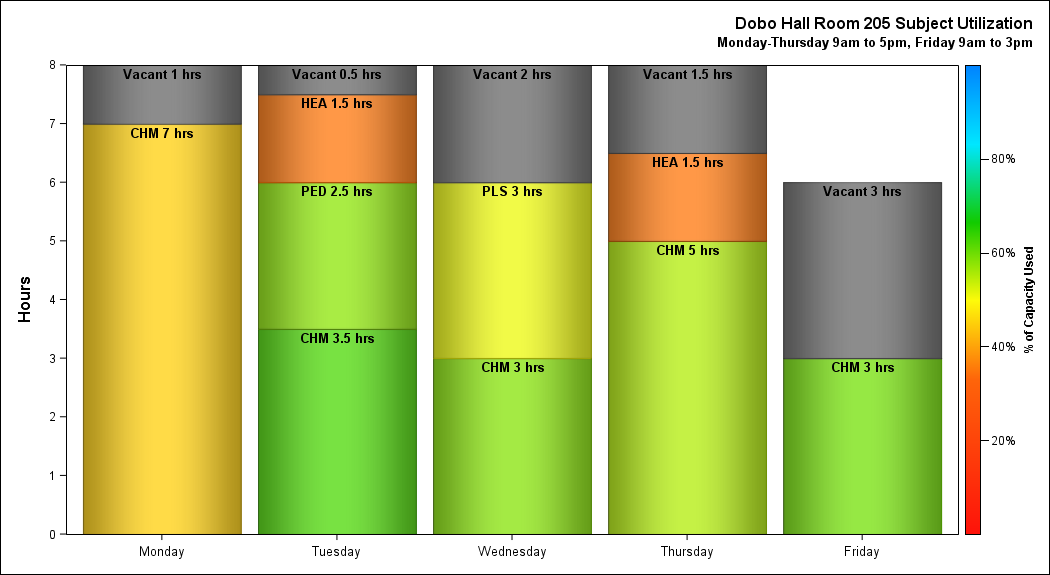 Dobo Hall Room 205 Subject Utilization
Monday-Thursday 9am to 5pm, Friday 9am to 3pm
Hours
8
7
6
5
4
3
2
1
0
Vacant 1 hrs
CHM 7 hrs
Vacant 0.5 hrs
HEA 1.5 hrs
PED 2.5 hrs
CHM 3.5 hrs
Vacant 2 hrs
PLS 3 hrs
CHM 3 hrs
Vacant 1.5 hrs
HEA 1.5 hrs
CHM 5 hrs
Vacant 3 hrs
CHM 3 hrs
Monday
Tuesday
Wednesday
Thursday
Friday
80%
60%
40%
20%
% of Capacity Used